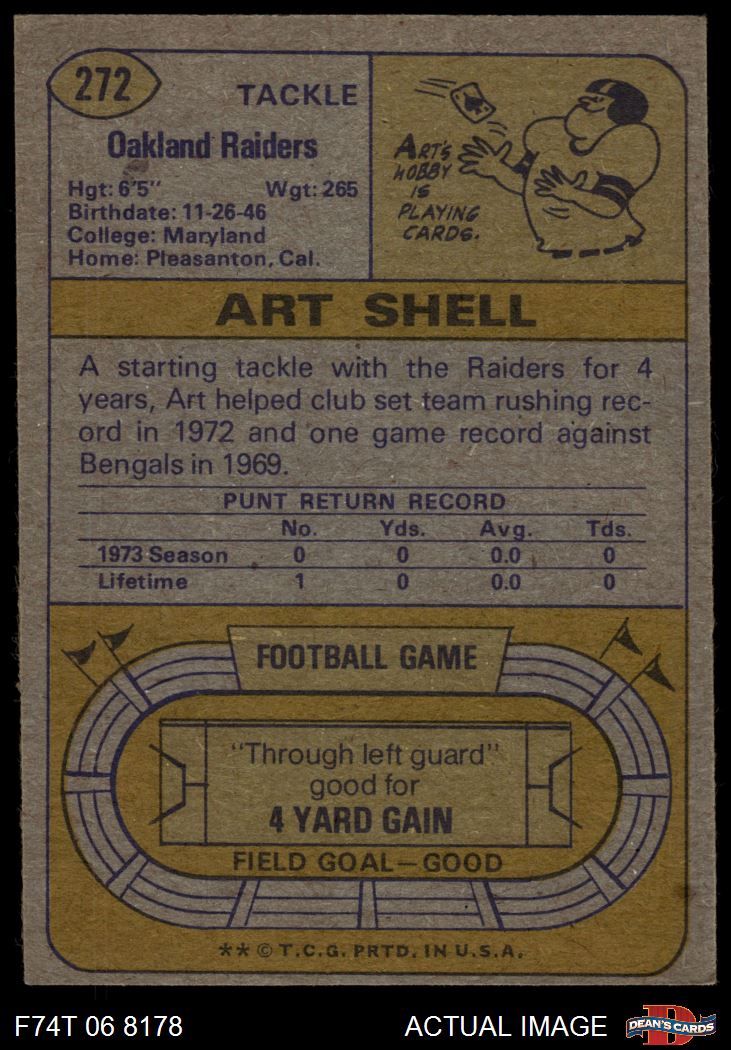 272
TACKLE
Oakland Raiders
Hgt: 6'5" Wgt: 265
Birthdate: 11-26-46
College: Maryland
Home: Pleasanton, Cal.
ART'S
HOBBY
IS
PLAYING
CARDS.
ART SHELL
A starting tackle with the Raiders for 4
years, Art helped club set team rushing rec-
ord in 1972 and one game record against
Bengals in 1969.
PUNT RETURN RECORD
No. Yds. Avg. Tds.
1973 Season 0 0 0.0 0
Lifetime 1 0 0.0 0
FOOTBALL GAME
"Through left guard"
good for
4 YARD GAIN
FIELD GOAL—GOOD
** © T.C.G. PRTD. IN U.S.A.
F74T 06 8178 ACTUAL IMAGE
D
DEAN'S CARDS